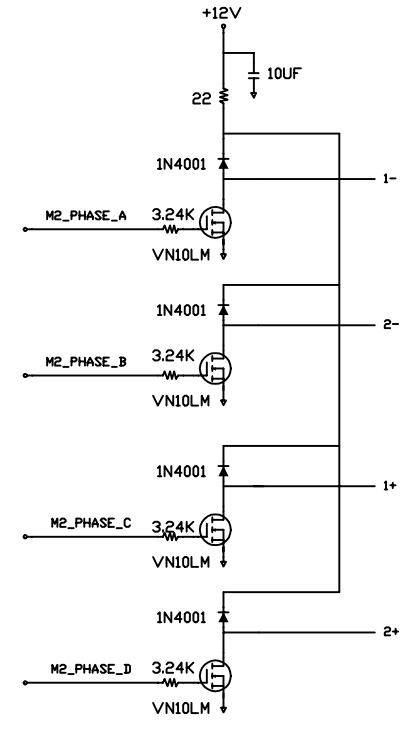 +12V
10UF
22
1N4001
1-
M2_PHASE_A 3.24K
VN10LM
1N4001
2-
M2_PHASE_B 3.24K
VN10LM
1N4001
1+
M2_PHASE_C 3.24K
VN10LM
1N4001
2+
M2_PHASE_D 3.24K
VN10LM